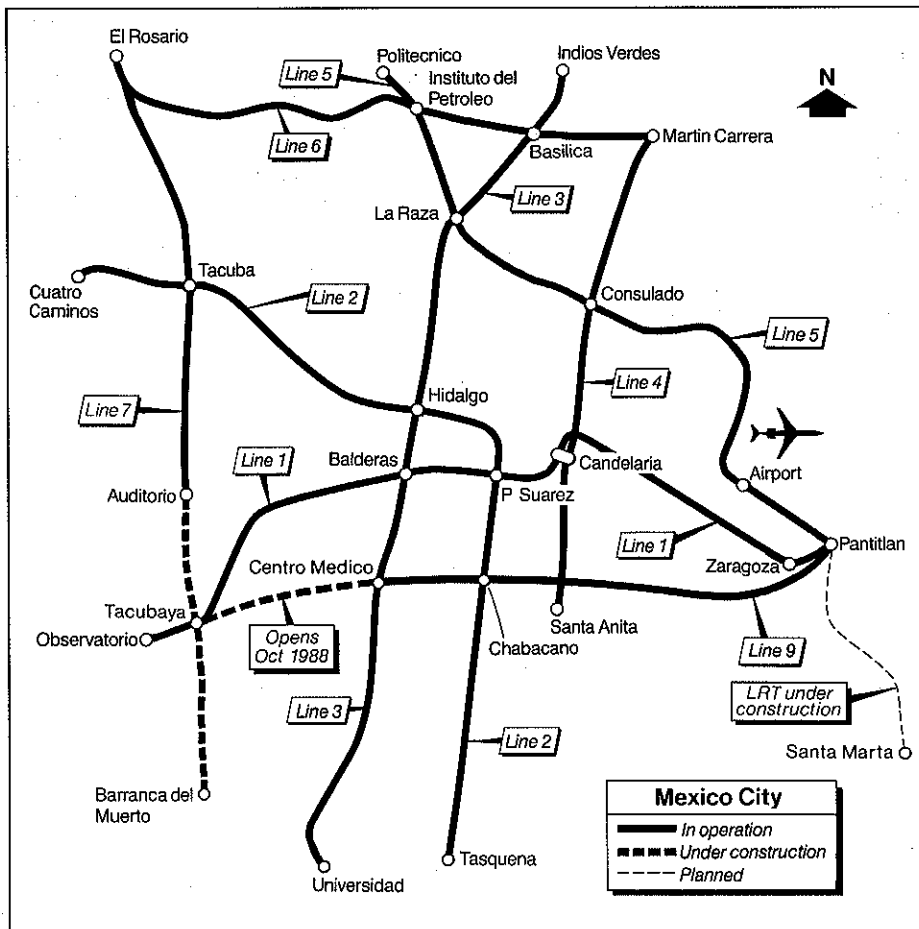 El Rosario
Politecnico
Indios Verdes
Line 5
Instituto del
Petroleo
N
Line 6
Basilica
Martin Carrera
Line 3
La Raza
Tacuba
Cuatro
Caminos
Line 2
Consulado
Line 5
Line 4
Line 7
Hidalgo
Line 1
Balderas
Candelaria
P Suarez
Airport
Auditorio
Line 1
Pantitlan
Zaragoza
Centro Medico
Tacubaya
Observatorio
Opens
Oct 1988
Santa Anita
Chabacano
Line 9
LRT under
construction
Line 3
Line 2
Santa Marta
Barranca del
Muerto
Mexico City
In operation
Under construction
Planned
Tasquena
Universidad